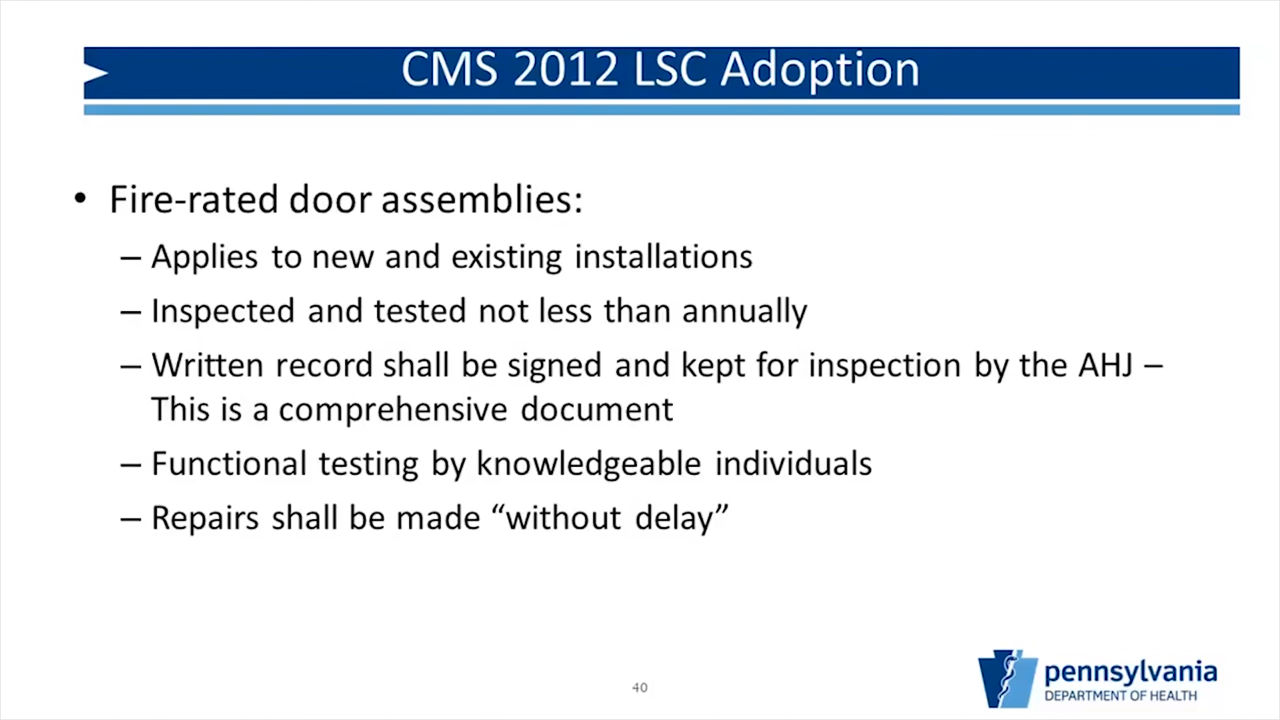 CMS 2012 LSC Adoption
• Fire-rated door assemblies:
– Applies to new and existing installations
– Inspected and tested not less than annually
– Written record shall be signed and kept for inspection by the AHJ –
This is a comprehensive document
– Functional testing by knowledgeable individuals
– Repairs shall be made “without delay”
40
pennsylvania
DEPARTMENT OF HEALTH